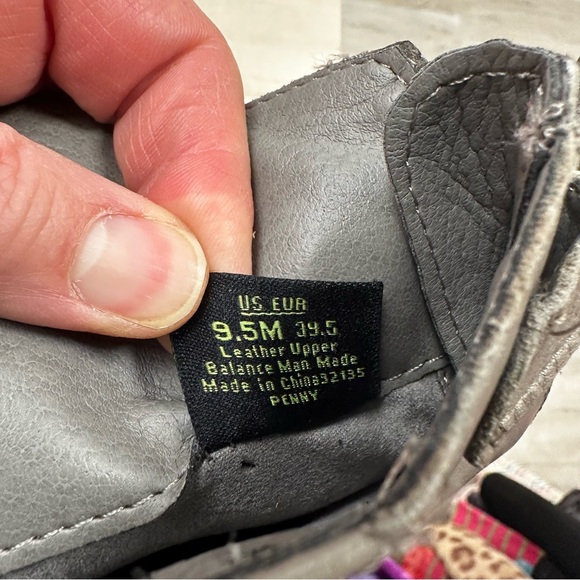 US EUR
9.5M 39.5
Leather Upper
Balance Man Made
Made in China32135
PENNY